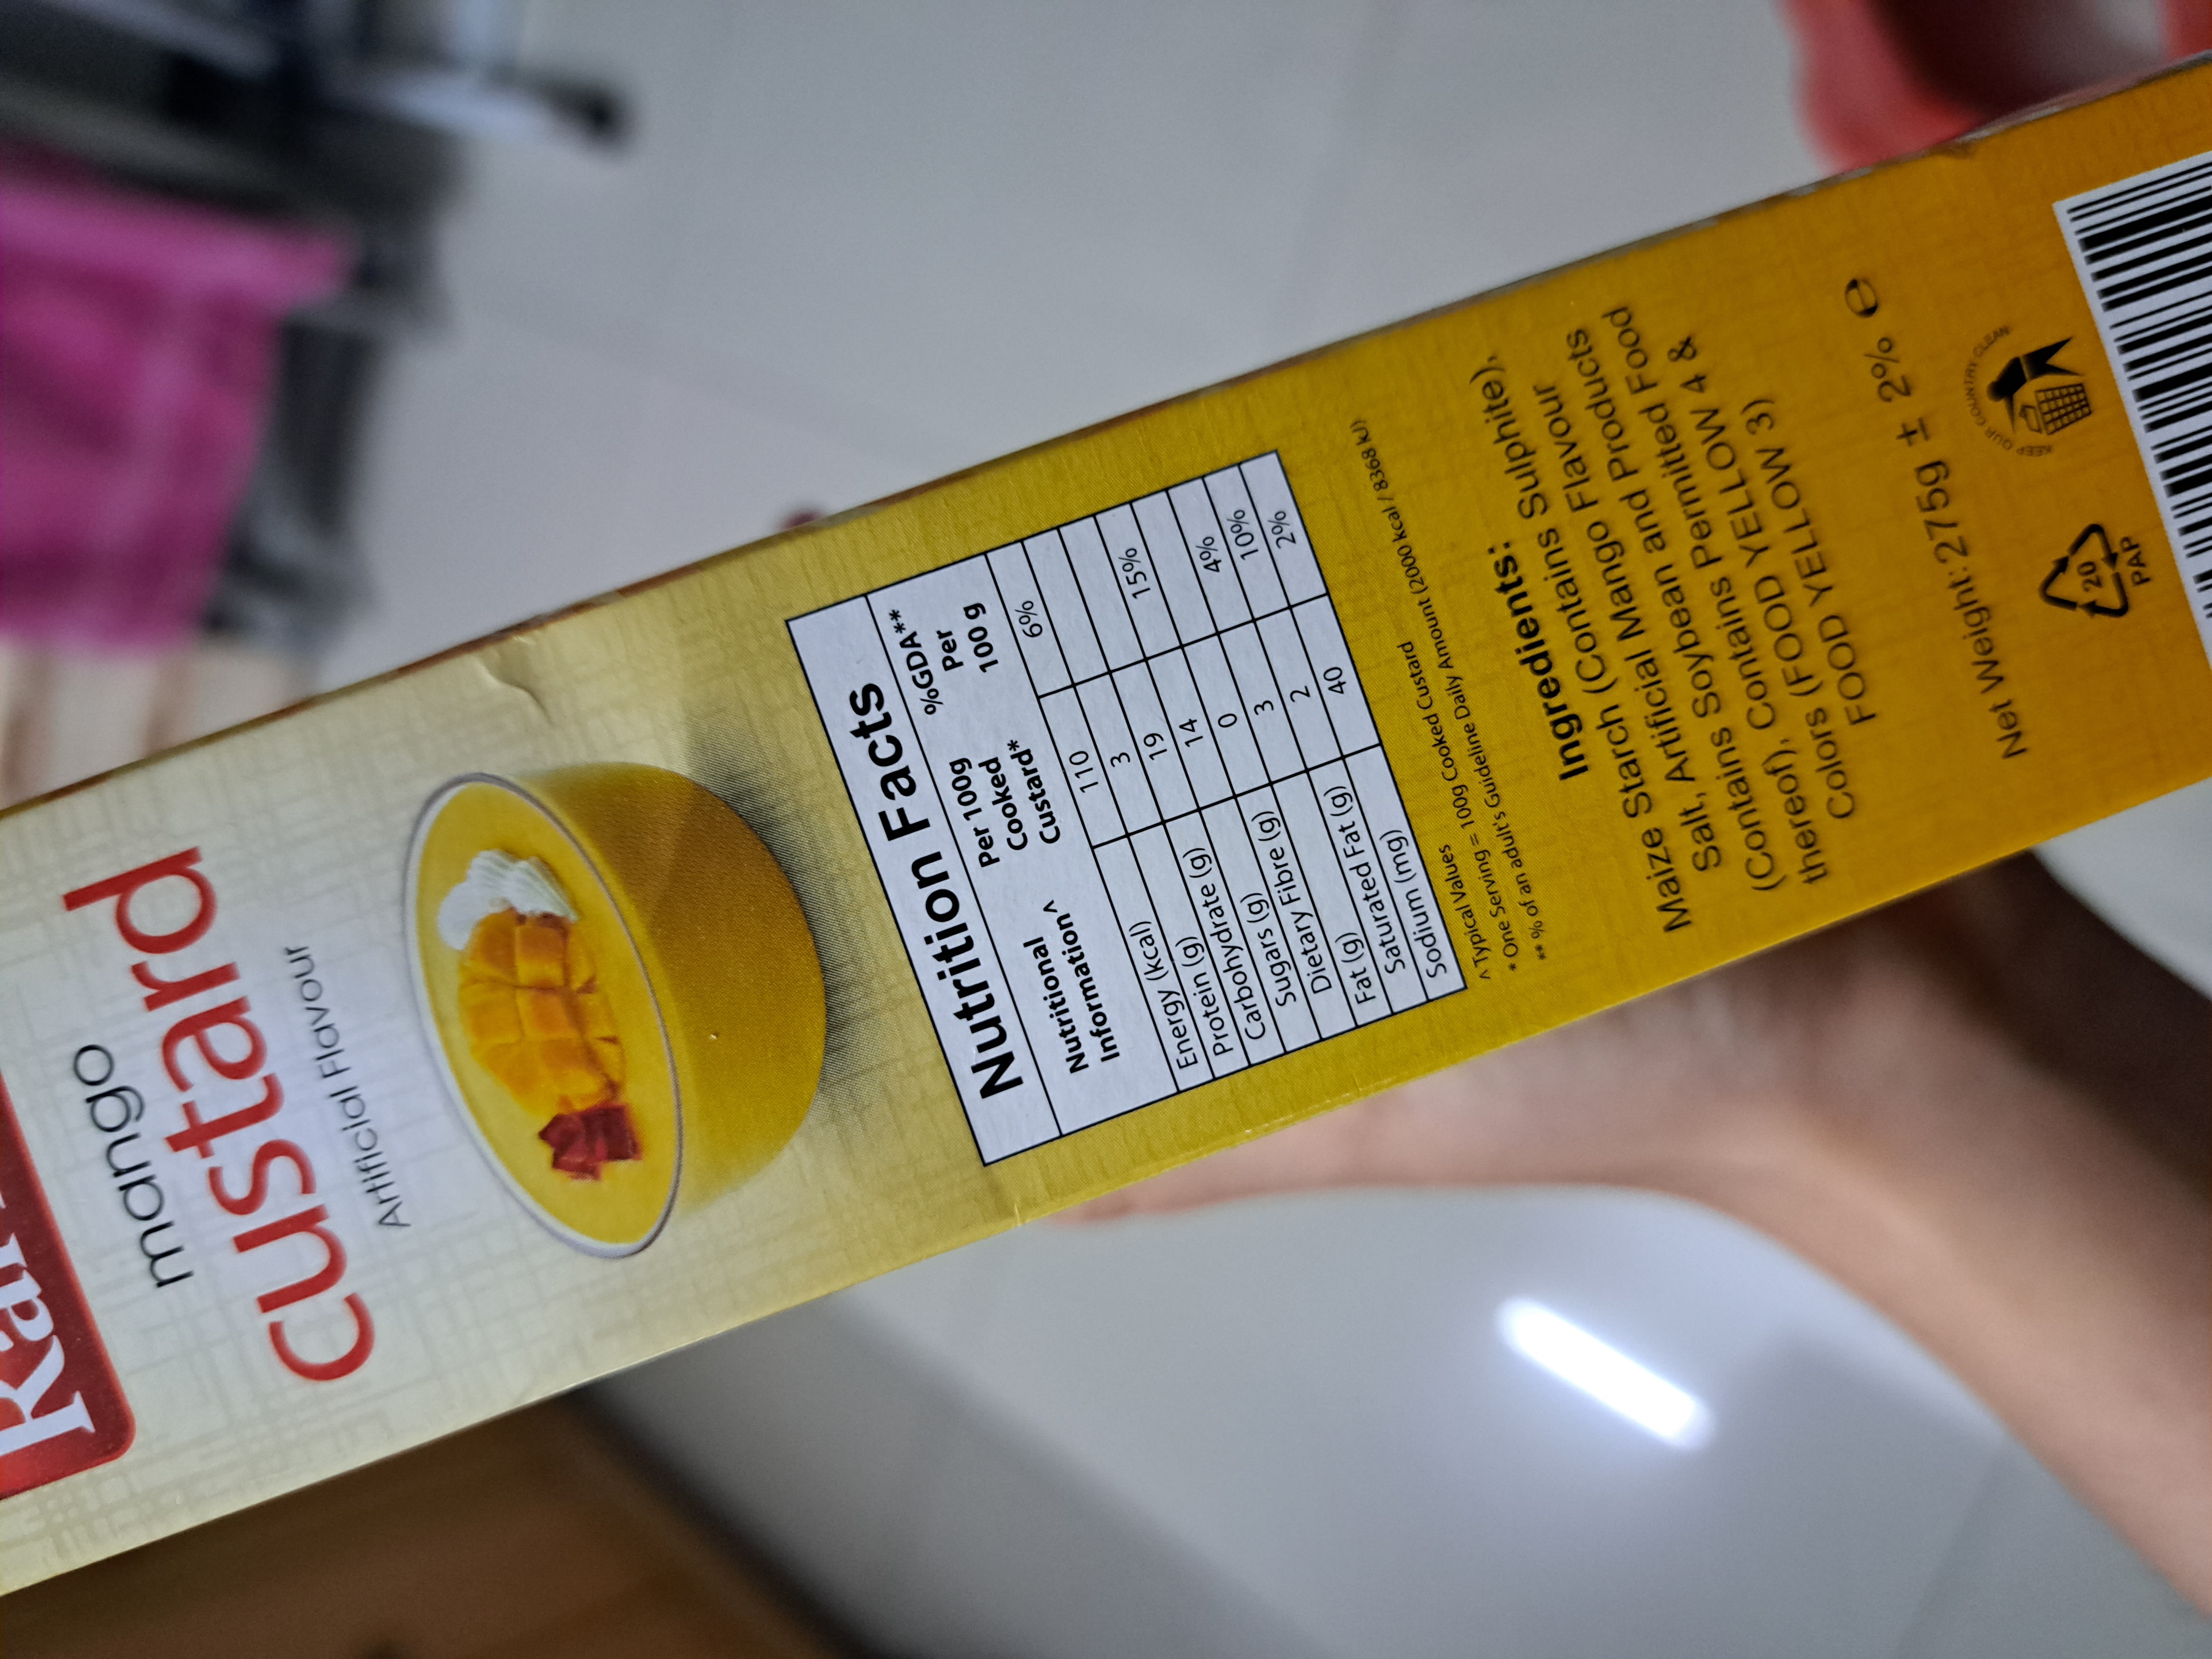 mango
custard
Artificial Flavour
Nutrition Facts
Nutritional Information^ Per 100g Cooked Custard* %GDA** Per 100 g
Energy (kcal) 110 6%
Protein (g) 3
Carbohydrate (g) 19
Sugars (g) 14 15%
Dietary Fibre (g) 0
Fat (g) 3 4%
Saturated Fat (g) 2 10%
Sodium (mg) 40 2%
^ Typical Values
* One Serving = 100g Cooked Custard
** % of an adult's Guideline Daily Amount (2000 kcal / 8368 kJ)
Ingredients:
Maize Starch (Contains Sulphite),
Salt, Artificial Mango Flavour
(Contains Soybean and Products
thereof), Contains Permitted Food
Colors (FOOD YELLOW 4 &
FOOD YELLOW 3)
Net Weight: 275g ± 2% ℮
KEEP OUR COUNTRY CLEAN
20
PAP